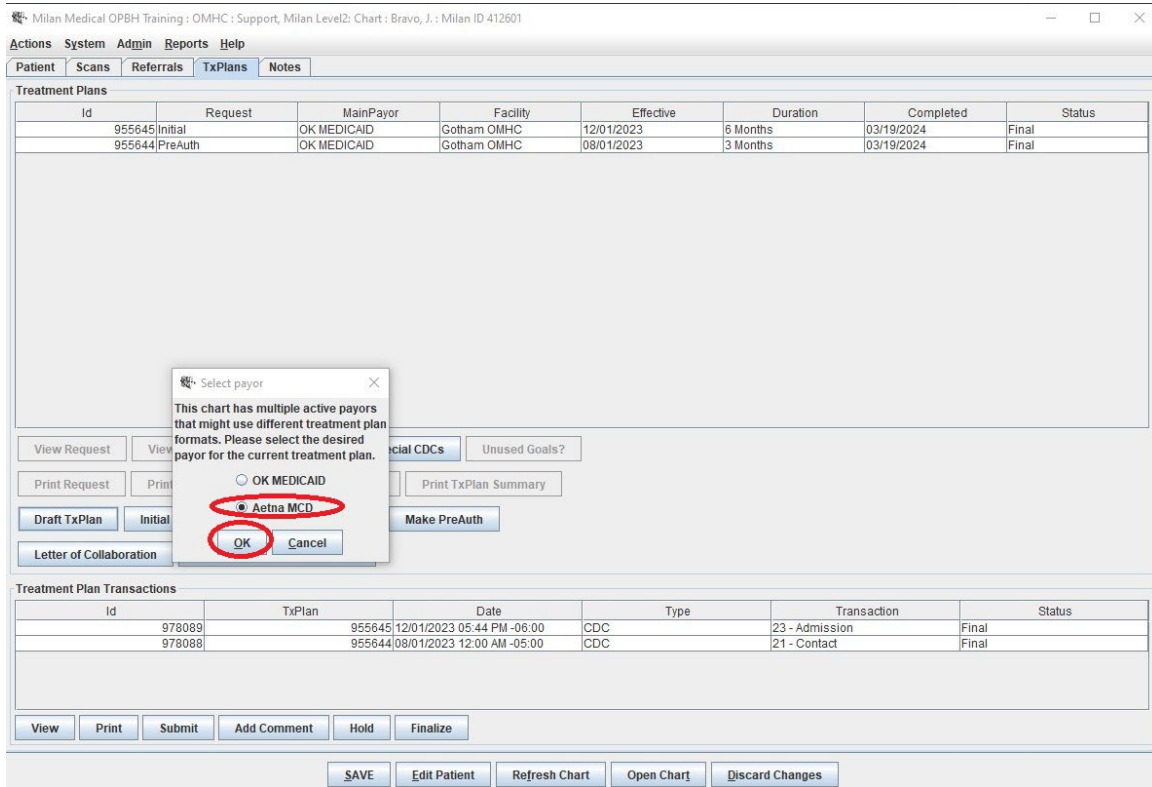 Milan Medical OPBH Training : OMHC : Support, Milan Level2: Chart : Bravo, J. : Milan ID 412601
Actions System Admin Reports Help
Patient Scans Referrals TxPlans Notes
Treatment Plans
Id Request MainPayor Facility Effective Duration Completed Status
955645 Initial OK MEDICAID Gotham OMHC 12/01/2023 6 Months 03/19/2024 Final
955644 PreAuth OK MEDICAID Gotham OMHC 08/01/2023 3 Months 03/19/2024 Final
Select payor
This chart has multiple active payors
that might use different treatment plan
formats. Please select the desired
payor for the current treatment plan.
OK MEDICAID
Aetna MCD
OK Cancel
View Request CDCs Unused Goals?
Print Request Print TxPlan Summary
Draft TxPlan Initial Make PreAuth
Letter of Collaboration
Treatment Plan Transactions
Id TxPlan Date Type Transaction Status
978089 955645 12/01/2023 05:44 PM -06:00 CDC 23 - Admission Final
978088 955644 08/01/2023 12:00 AM -05:00 CDC 21 - Contact Final
View Print Submit Add Comment Hold Finalize
SAVE Edit Patient Refresh Chart Open Chart Discard Changes